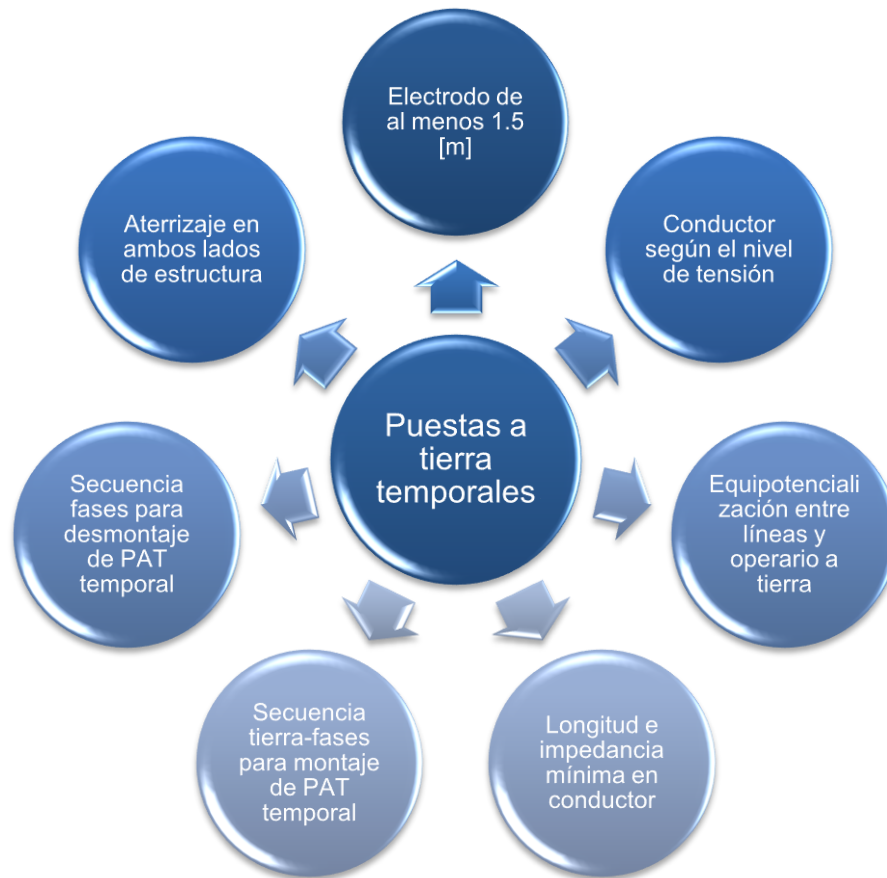 Electrodo de
al menos 1.5
[m]
Aterrizaje en
ambos lados
de estructura
Conductor
según el nivel
de tensión
Puestas a
tierra
temporales
Secuencia
fases para
desmontaje
de PAT
temporal
Equipotenciali
zación entre
líneas y
operario a
tierra
Secuencia
tierra-fases
para montaje
de PAT
temporal
Longitud e
impedancia
mínima en
conductor